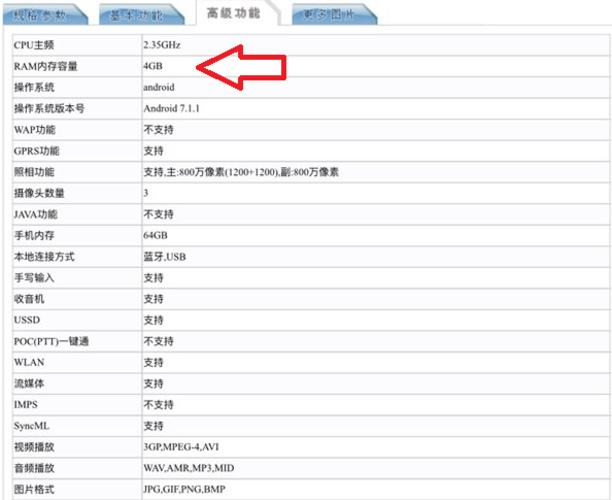 规格参数 基本功能 高级功能 更多图片
CPU主频 2.35GHz
RAM内存容量 4GB
操作系统 android
操作系统版本号 Android 7.1.1
WAP功能 不支持
GPRS功能 支持
照相功能 支持,主:800万像素(1200+1200),副:800万像素
摄像头数量 3
JAVA功能 不支持
手机内存 64GB
本地连接方式 蓝牙,USB
手写输入 支持
收音机 支持
USSD 支持
POC(PTT)一键通 不支持
WLAN 支持
流媒体 支持
IMPS 不支持
SyncML 支持
视频播放 3GP,MPEG-4,AVI
音频播放 WAV,AMR,MP3,MID
图片格式 JPG,GIF,PNG,BMP